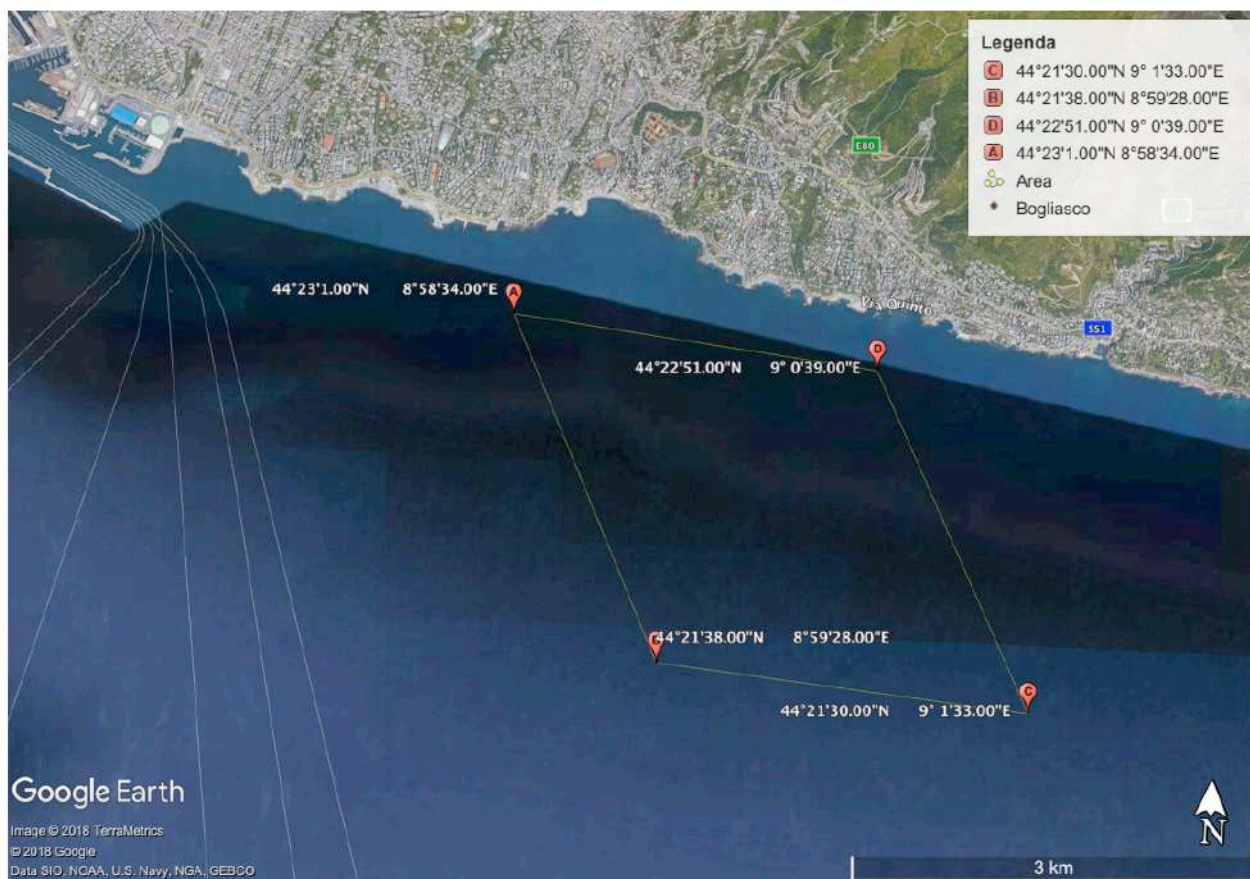 Legenda
C 44°21'30.00"N 9° 1'33.00"E
B 44°21'38.00"N 8°59'28.00"E
D 44°22'51.00"N 9° 0'39.00"E
A 44°23'1.00"N 8°58'34.00"E
Area
Bogliasco
E80
44°23'1.00"N 8°58'34.00"E
A
Via Quinto
SS1
D
44°22'51.00"N 9° 0'39.00"E
44°21'38.00"N 8°59'28.00"E
C
44°21'30.00"N 9° 1'33.00"E
Google Earth
Image © 2018 TerraMetrics
© 2018 Google
Data SIO, NOAA, U.S. Navy, NGA, GEBCO
N
3 km